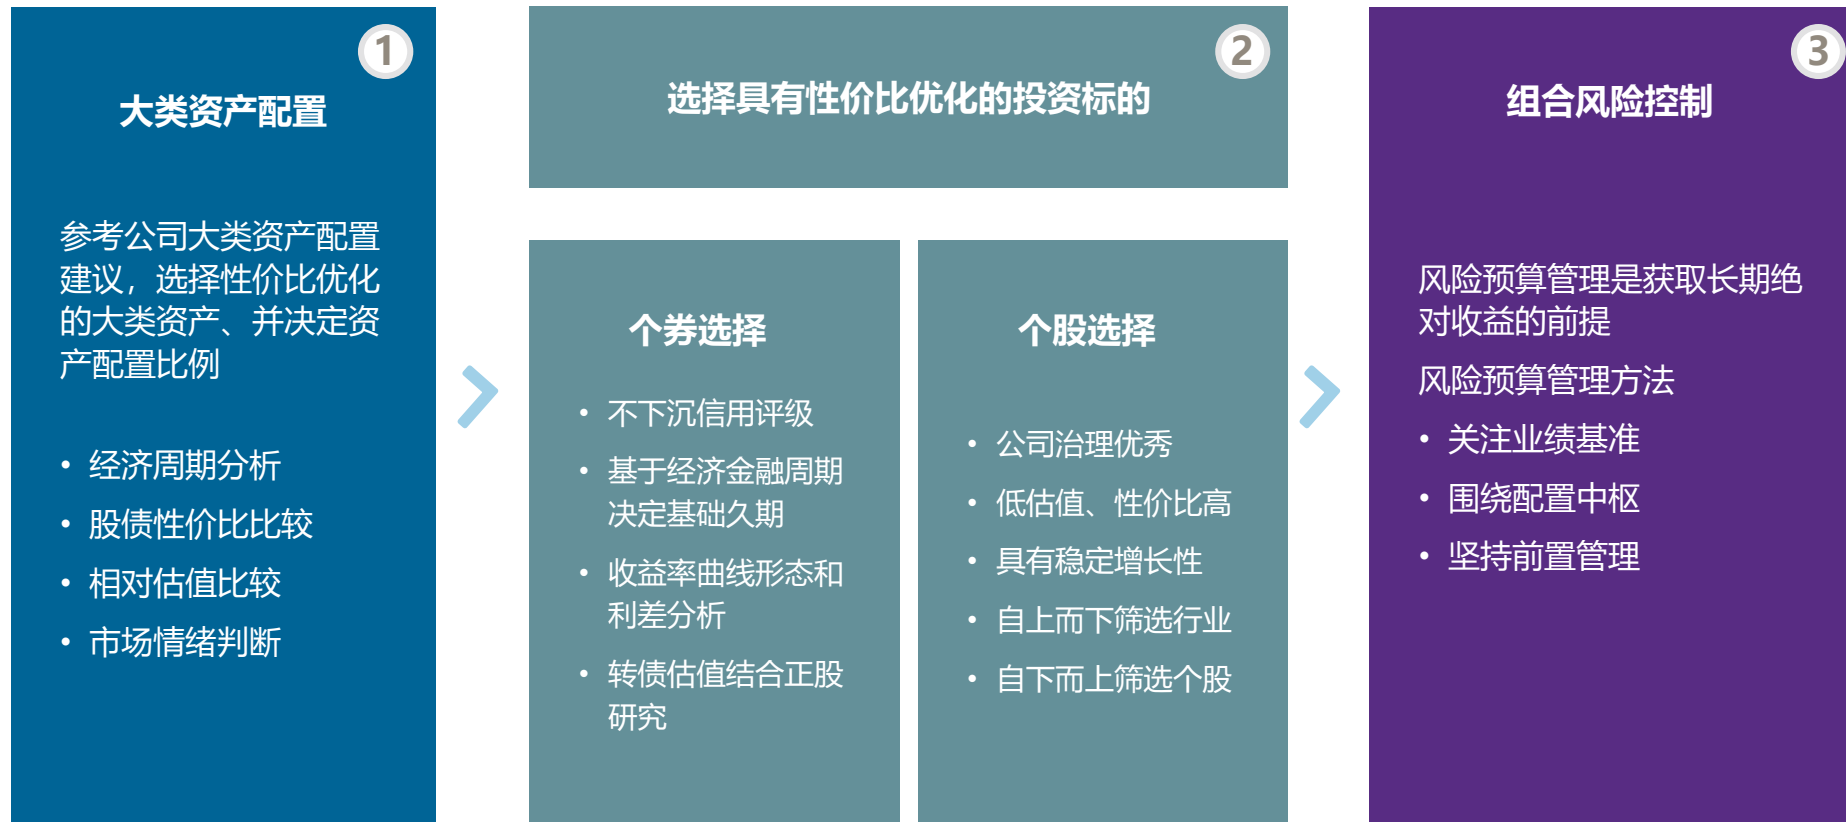 1
大类资产配置
参考公司大类资产配置
建议，选择性价比优化
的大类资产、并决定资
产配置比例
• 经济周期分析
• 股债性价比比较
• 相对估值比较
• 市场情绪判断
2
选择具有性价比优化的投资标的
个券选择
• 不下沉信用评级
• 基于经济金融周期
决定基础久期
• 收益率曲线形态和
利差分析
• 转债估值结合正股
研究
个股选择
• 公司治理优秀
• 低估值、性价比高
• 具有稳定增长性
• 自上而下筛选行业
• 自下而上筛选个股
3
组合风险控制
风险预算管理是获取长期绝
对收益的前提
风险预算管理方法
• 关注业绩基准
• 围绕配置中枢
• 坚持前置管理